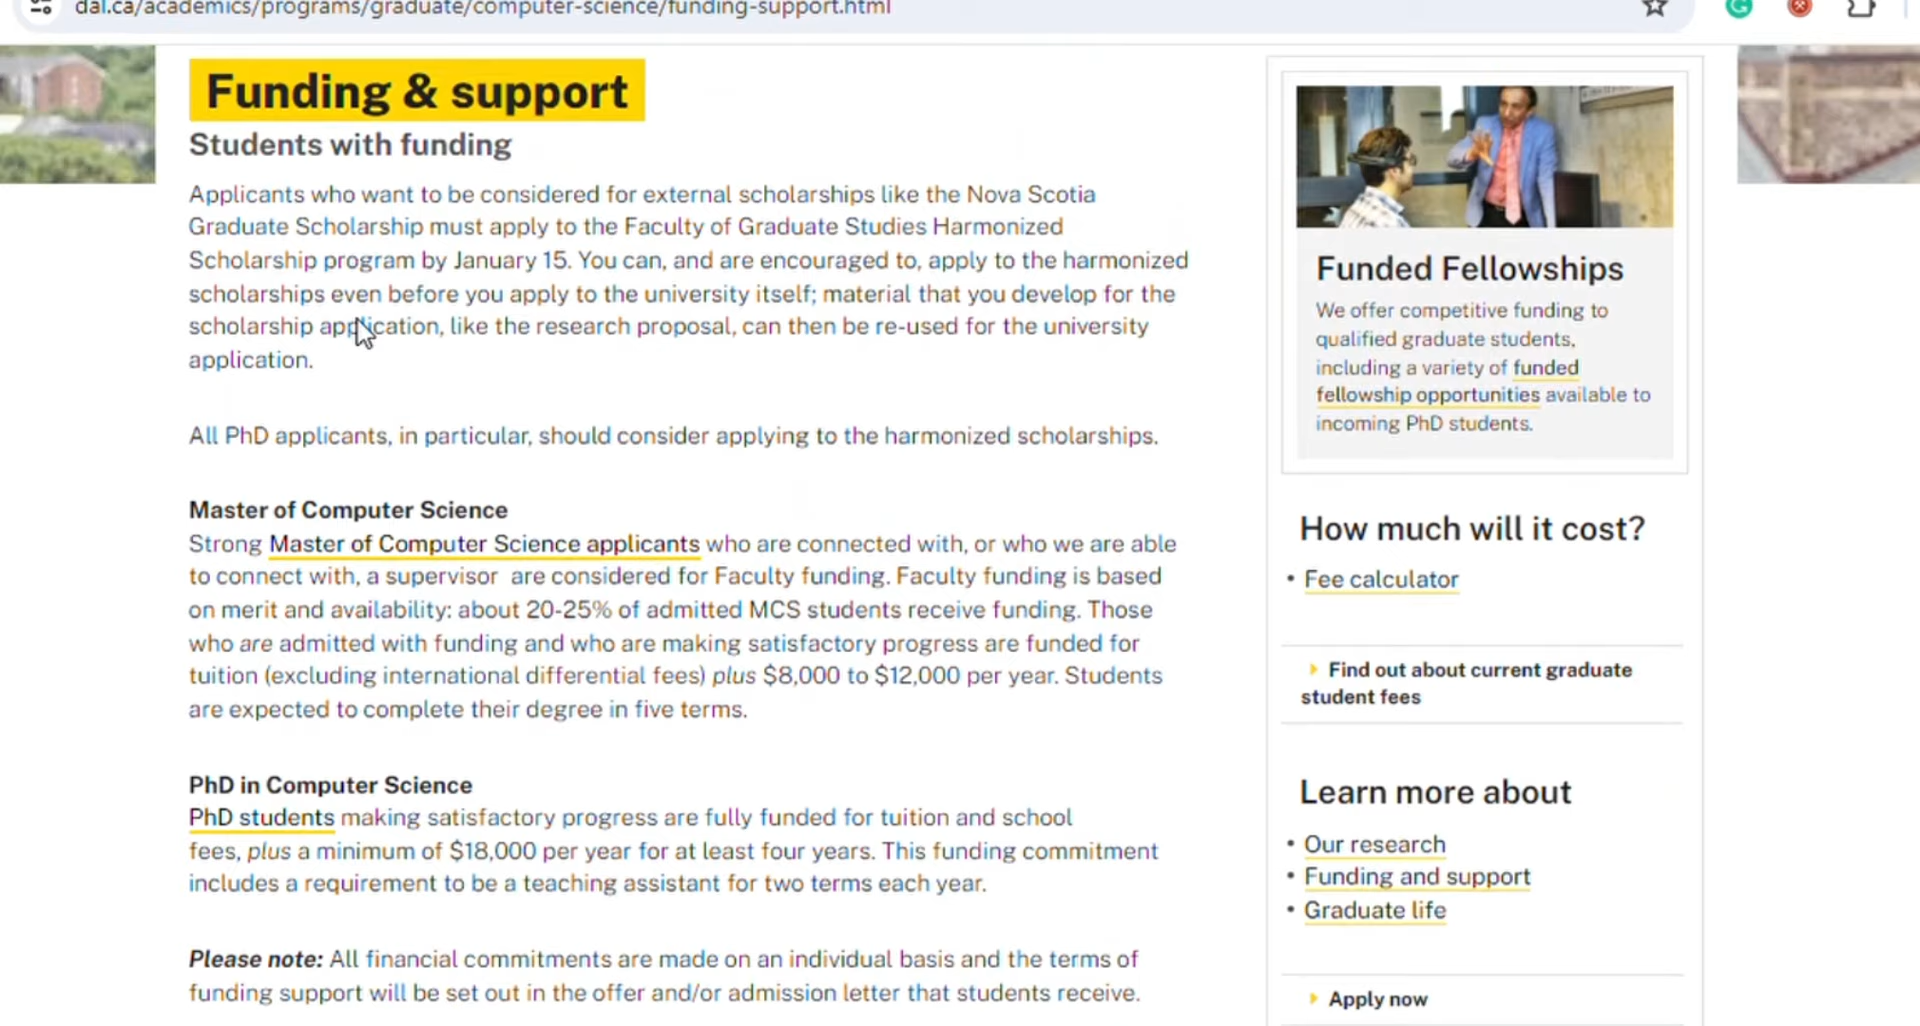 dal.ca/academics/programs/graduate/computer-science/funding-support.html
Funding & support
Students with funding
Applicants who want to be considered for external scholarships like the Nova Scotia
Graduate Scholarship must apply to the Faculty of Graduate Studies Harmonized
Scholarship program by January 15. You can, and are encouraged to, apply to the harmonized
scholarships even before you apply to the university itself; material that you develop for the
scholarship application, like the research proposal, can then be re-used for the university
application.
All PhD applicants, in particular, should consider applying to the harmonized scholarships.
Master of Computer Science
Strong Master of Computer Science applicants who are connected with, or who we are able
to connect with, a supervisor are considered for Faculty funding. Faculty funding is based
on merit and availability: about 20-25% of admitted MCS students receive funding. Those
who are admitted with funding and who are making satisfactory progress are funded for
tuition (excluding international differential fees) plus $8,000 to $12,000 per year. Students
are expected to complete their degree in five terms.
PhD in Computer Science
PhD students making satisfactory progress are fully funded for tuition and school
fees, plus a minimum of $18,000 per year for at least four years. This funding commitment
includes a requirement to be a teaching assistant for two terms each year.
Please note: All financial commitments are made on an individual basis and the terms of
funding support will be set out in the offer and/or admission letter that students receive.
Funded Fellowships
We offer competitive funding to
qualified graduate students,
including a variety of funded
fellowship opportunities available to
incoming PhD students.
How much will it cost?
• Fee calculator
Find out about current graduate
student fees
Learn more about
• Our research
• Funding and support
• Graduate life
Apply now